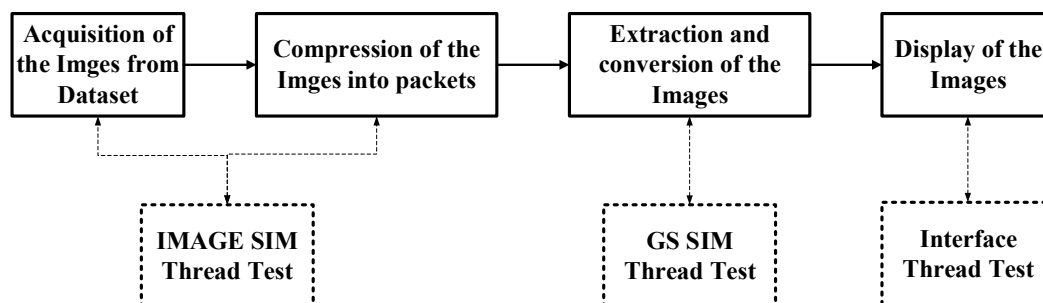 Acquisition of
the Imges from
Dataset
Compression of the
Imges into packets
Extraction and
conversion of the
Images
Display of the
Images
IMAGE SIM
Thread Test
GS SIM
Thread Test
Interface
Thread Test